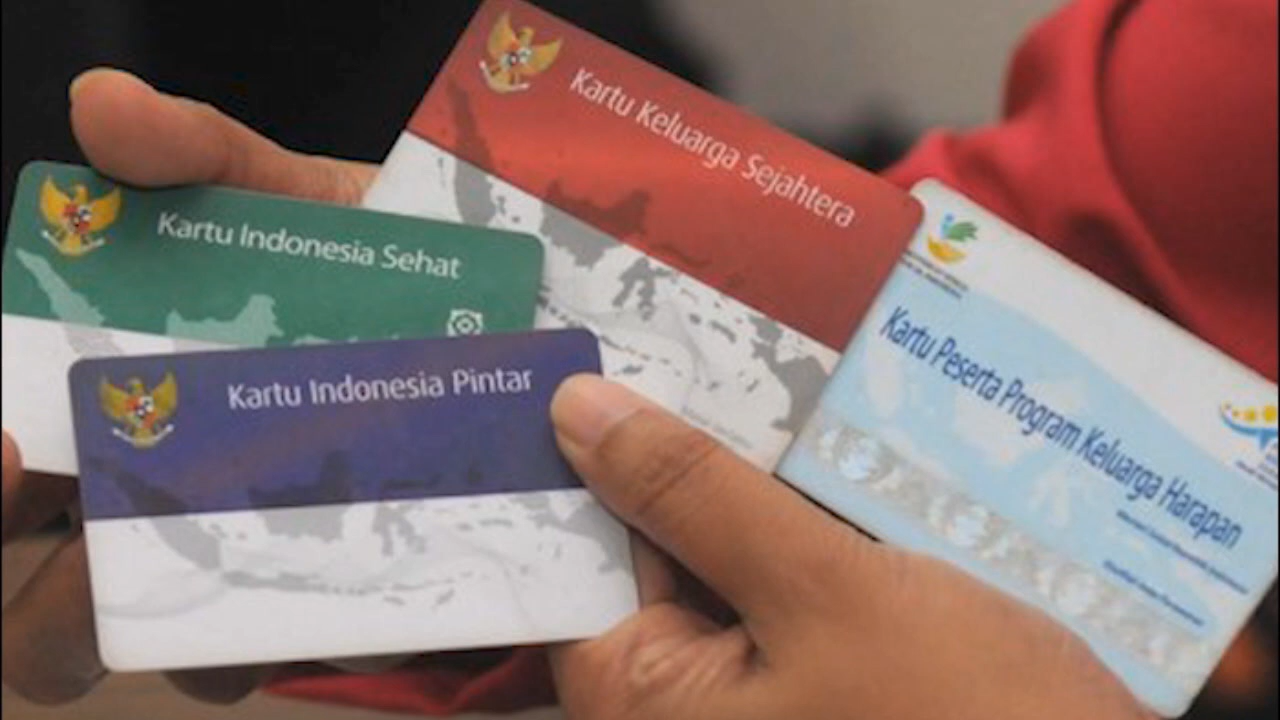 Kartu Keluarga Sejahtera
Kartu Indonesia Sehat
Kartu Indonesia Pintar
Kartu Peserta Program Keluarga Harapan